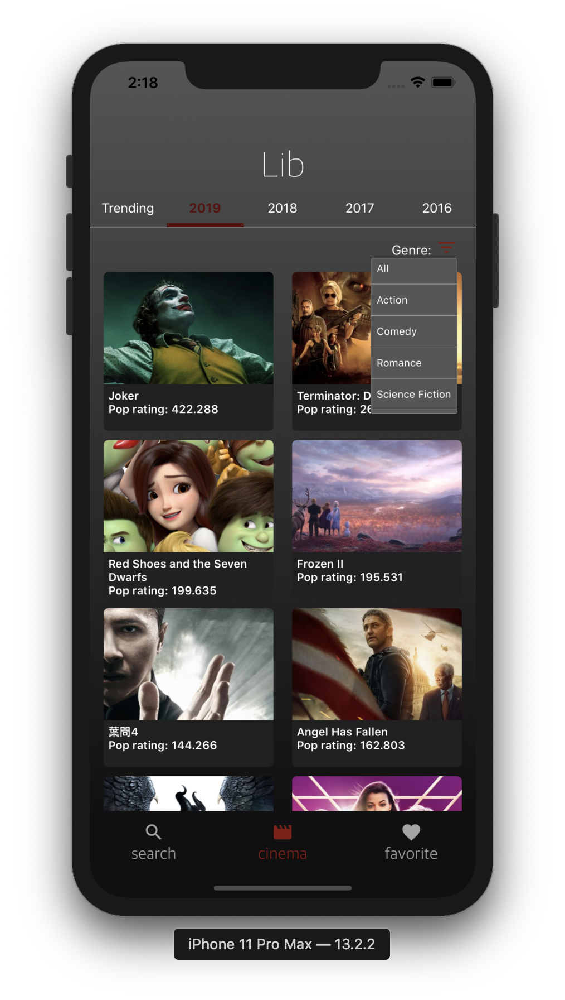 2:18
Lib
Trending 2019 2018 2017 2016
Genre:
All
Action
Comedy
Romance
Science Fiction
Joker
Pop rating: 422.288
Terminator: D
Pop rating: 26
Red Shoes and the Seven
Dwarfs
Pop rating: 199.635
Frozen II
Pop rating: 195.531
葉問4
Pop rating: 144.266
Angel Has Fallen
Pop rating: 162.803
search cinema favorite
iPhone 11 Pro Max — 13.2.2